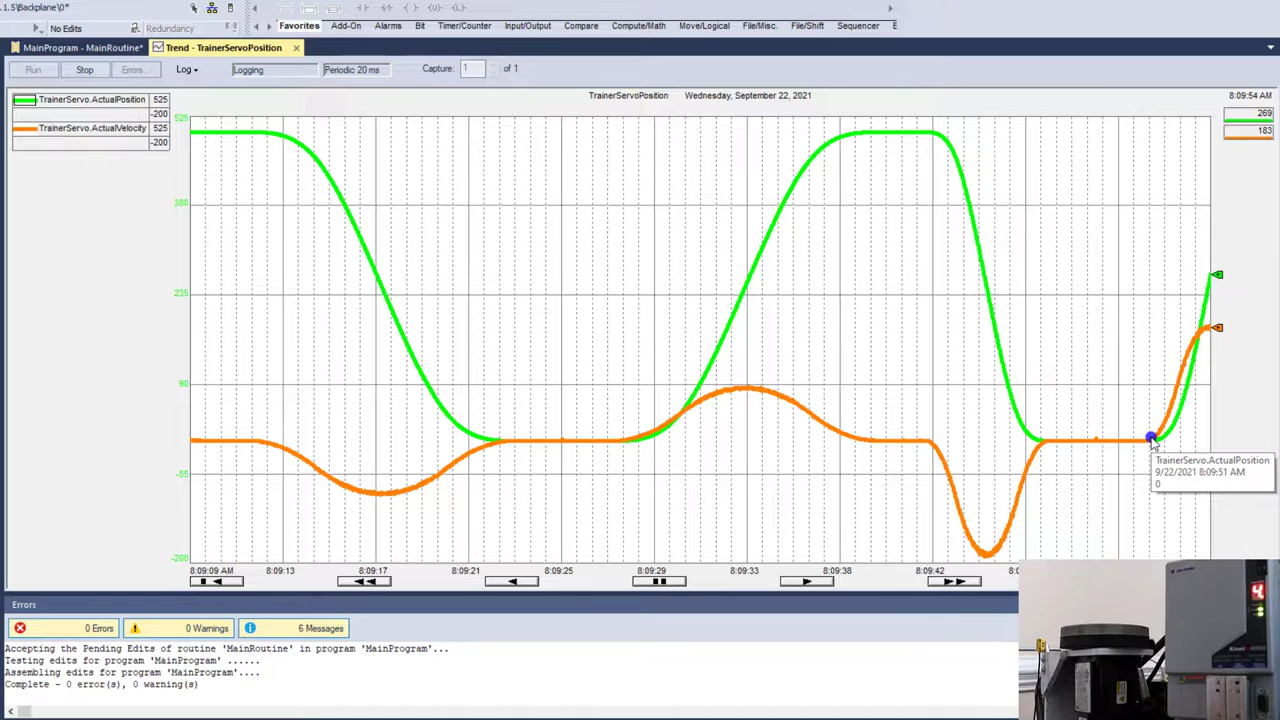 1.5\Backplane\0*
No Edits
Redundancy
Favorites Add-On Alarms Bit Timer/Counter Input/Output Compare Compute/Math Move/Logical File/Misc. File/Shift Sequencer E
MainProgram - MainRoutine*
Trend - TrainerServoPosition
Run Stop Errors... Log Logging Periodic 20 ms Capture: 1 of 1
TrainerServoPosition Wednesday, September 22, 2021 8:09:54 AM
TrainerServo.ActualPosition 525
-200
TrainerServo.ActualVelocity 525
-200
269
183
525
380
235
90
-55
-200
TrainerServo.ActualPosition
9/22/2021 8:09:51 AM
0
8:09:09 AM 8:09:13 8:09:17 8:09:21 8:09:25 8:09:29 8:09:33 8:09:38 8:09:42
Errors
0 Errors 0 Warnings 6 Messages
Accepting the Pending Edits of routine 'MainRoutine' in program 'MainProgram'...
Testing edits for program 'MainProgram' ......
Assembling edits for program 'MainProgram'....
Complete - 0 error(s), 0 warning(s)
4